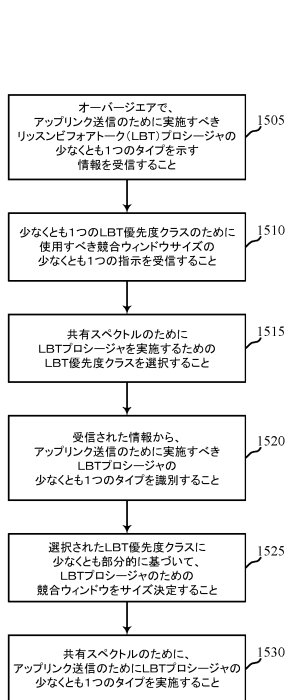 オーバージエアで、
アップリンク送信のために実施すべき
リッスンビフォアトーク(LBT)プロシージャの
少なくとも1つのタイプを示す
情報を受信すること
1505
少なくとも1つのLBT優先度クラスのために
使用すべき競合ウィンドウサイズの
少なくとも1つの指示を受信すること
1510
共有スペクトルのために
LBTプロシージャを実施するための
LBT優先度クラスを選択すること
1515
受信された情報から、
アップリンク送信のために実施すべき
LBTプロシージャの
少なくとも1つのタイプを識別すること
1520
選択されたLBT優先度クラスに
少なくとも部分的に基づいて、
LBTプロシージャのための
競合ウィンドウをサイズ決定すること
1525
共有スペクトルのために、
アップリンク送信のためにLBTプロシージャの
少なくとも1つのタイプを実施すること
1530